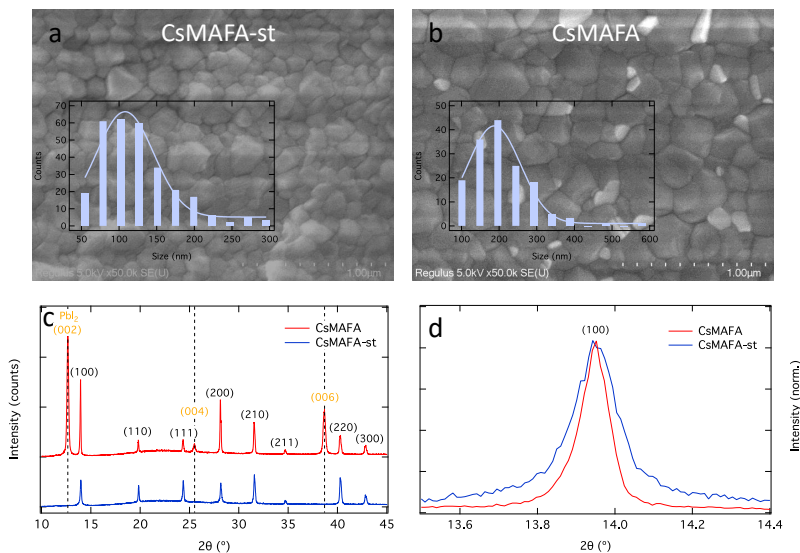 a
CsMAFA-st
70
60
50
40
30
20
10
0
Counts
50
100
150
200
250
300
Size (nm)
Regulus 5.0kV x50.0k SE(U)
1.00μm
b
CsMAFA
50
40
30
20
10
0
Counts
100
200
300
400
500
600
Size (nm)
Regulus 5.0kV x50.0k SE(U)
1.00μm
c
PbI₂
(002)
(100)
(110)
(111)
(004)
(200)
(210)
(211)
(006)
(220)
(300)
CsMAFA
CsMAFA-st
Intensity (counts)
10
15
20
25
30
35
40
45
2θ (°)
d
(100)
CsMAFA
CsMAFA-st
Intensity (norm.)
13.6
13.8
14.0
14.2
14.4
2θ (°)